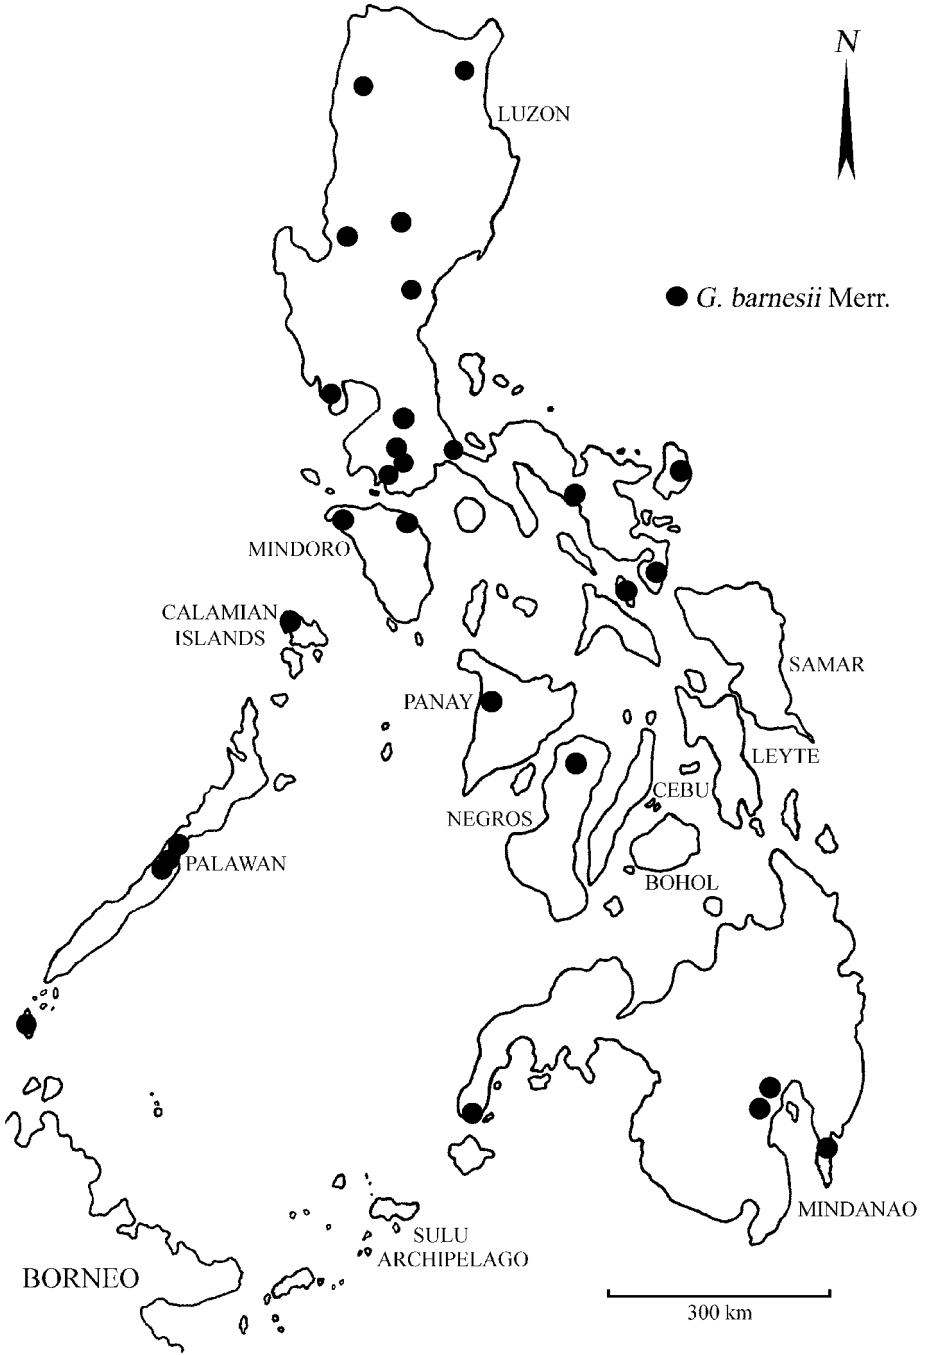 N
LUZON
G. barnesii Merr.
MINDORO
CALAMIAN
ISLANDS
SAMAR
PANAY
LEYTE
CEBU
NEGROS
PALAWAN
BOHOL
MINDANAO
SULU
ARCHIPELAGO
BORNEO
300 km